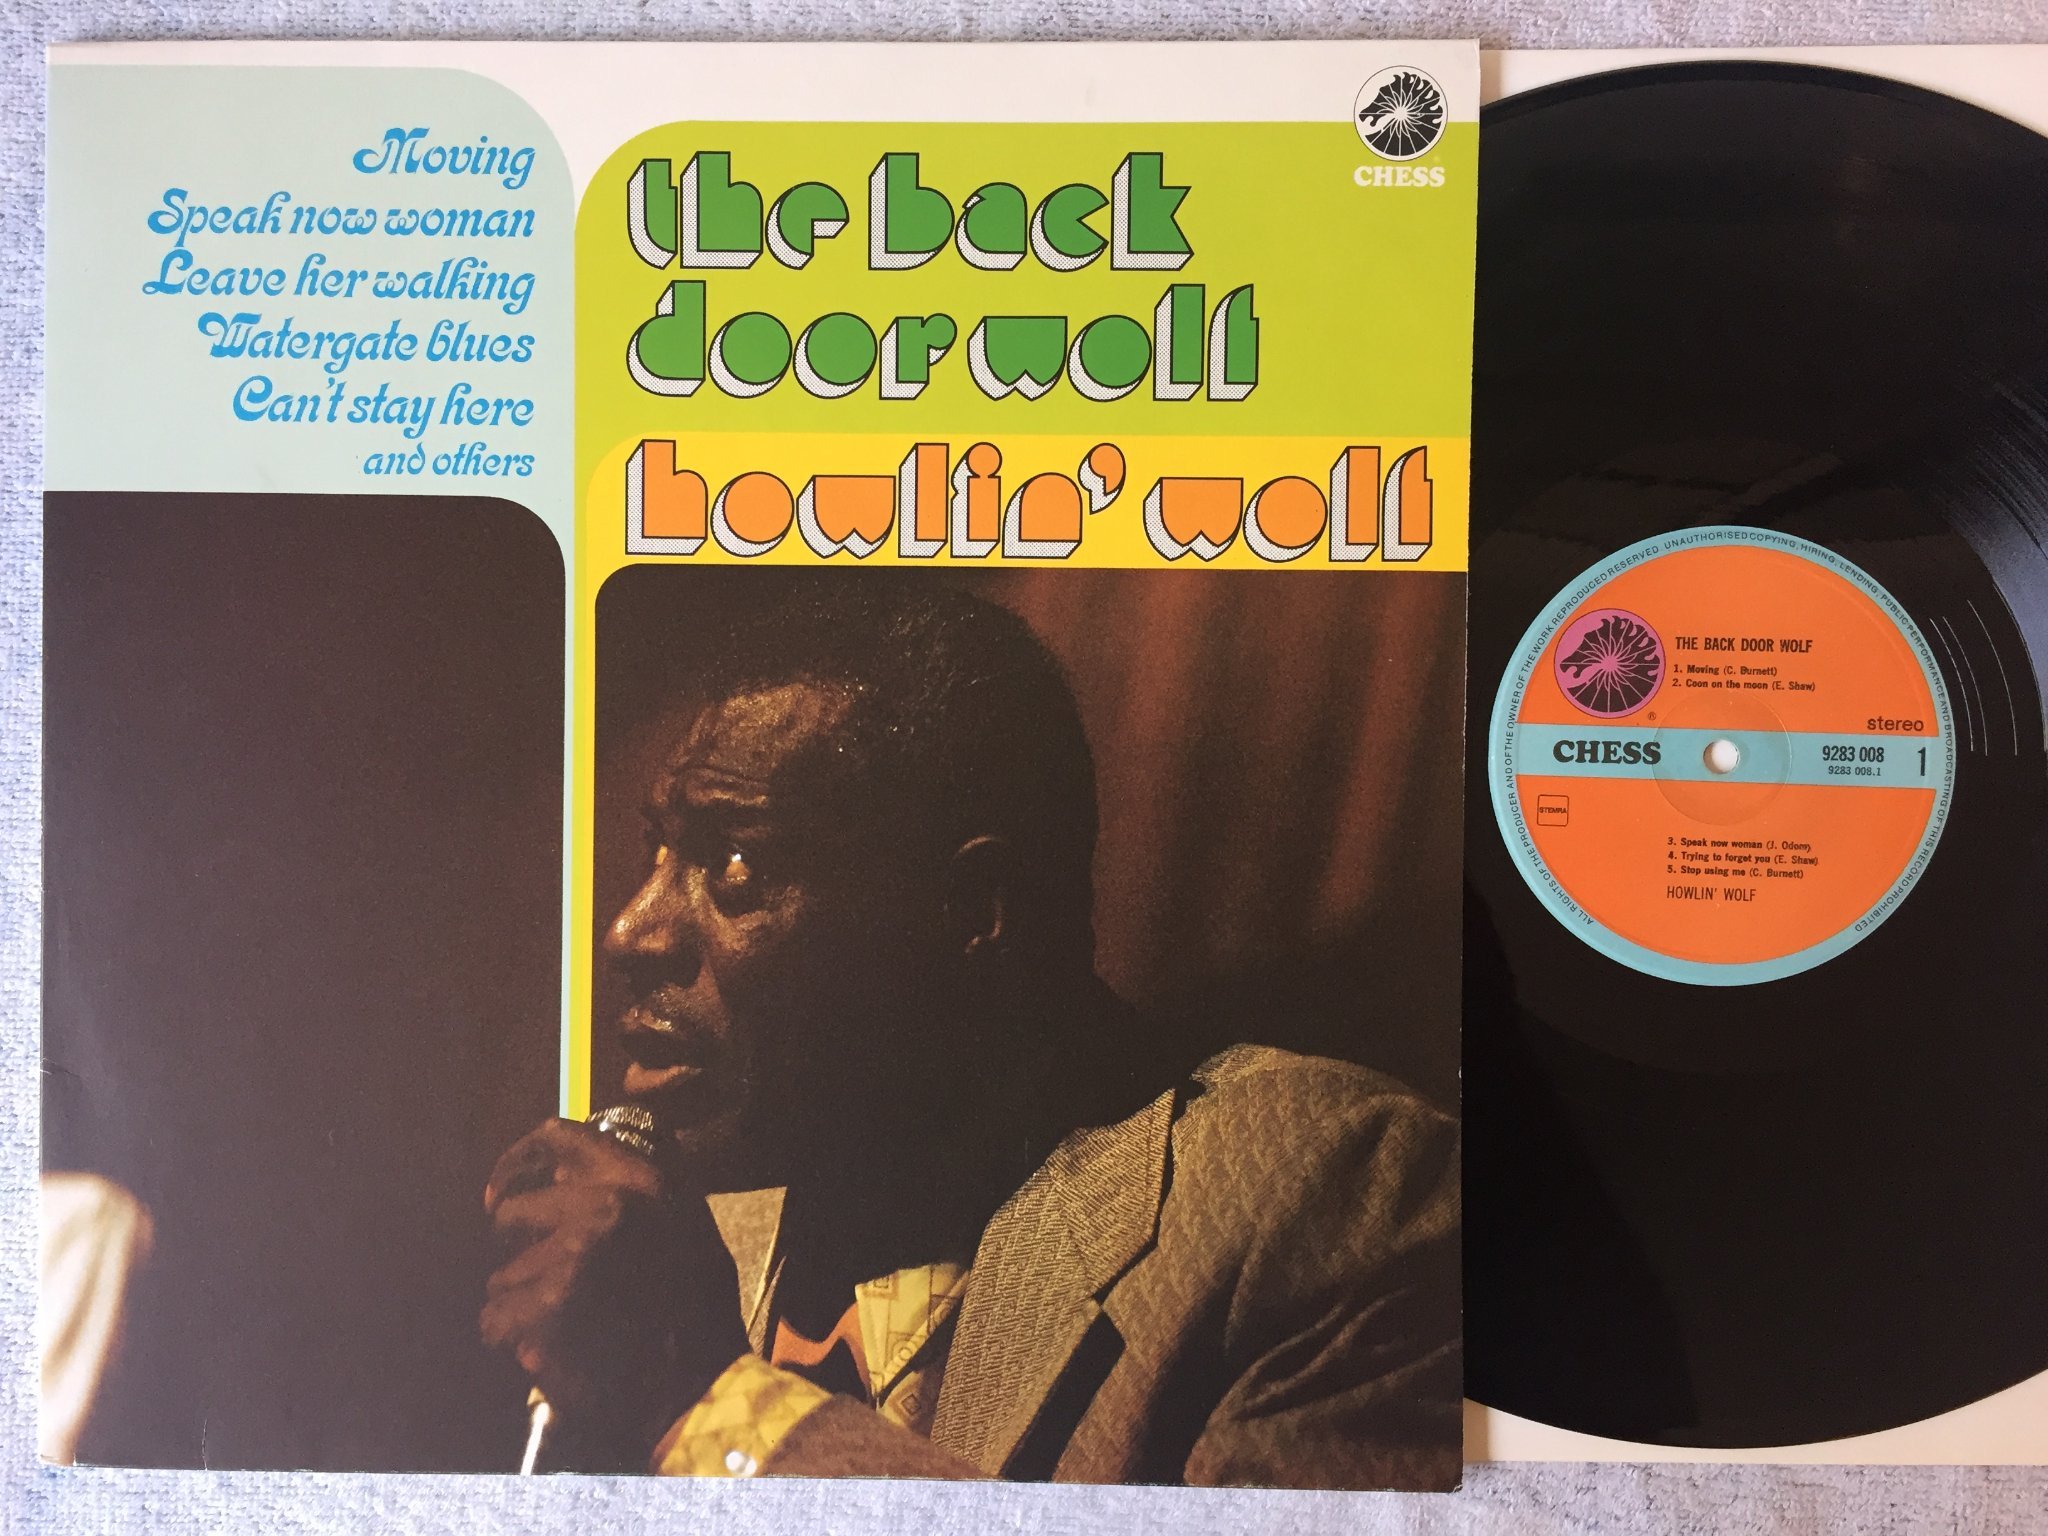 Moving
Speak now woman
Leave her walking
Watergate blues
Can't stay here
and others
the back
door wolf
howlin' wolf
CHESS
ALL RIGHTS OF THE PRODUCER AND OF THE OWNER OF THE WORK REPRODUCED RESERVED UNAUTHORISED COPYING, HIRING, LENDING, PUBLIC PERFORMANCE AND BROADCASTING OF THIS RECORD PROHIBITED
THE BACK DOOR WOLF
1. Moving (C. Burnett)
2. Coon on the moon (E. Shaw)
®
stereo
CHESS
9283 008
9283 008.1
1
STEMRA
3. Speak now woman (J. Odom)
4. Trying to forget you (E. Shaw)
5. Stop using me (C. Burnett)
HOWLIN' WOLF